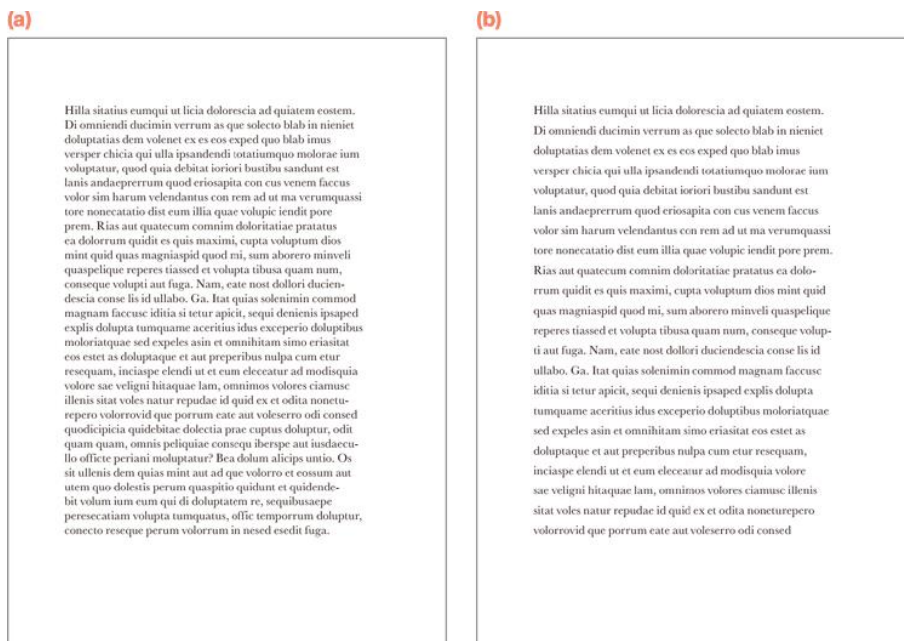 (a)
Hilla sitatius eumqui ut licia dolorescia ad quiatem eostem.
Di omniendi ducimin verrum as que solecto blab in nieniet
doluptatias dem volenet ex es eos exped quo blab imus
versper chicia qui ulla ipsandendi totatiumquo molorae ium
voluptatur, quod quia debitat ioriori bustibu sandunt est
lanis andaeprerrum quod eriosapita con cus venem faccus
volor sim harum velendantus con rem ad ut ma verumquassi
tore nonecatatio dist eum illia quae volupic iendit pore
prem. Rias aut quatecum comnim doloritatiae pratatus
ea dolorrum quidit es quis maximi, cupta voluptum dios
mint quid quas magniaspid quod mi, sum aborero minveli
quaspelique reperes tiassed et volupta tibusa quam num,
conseque volupti aut fuga. Nam, eate nost dollori ducien-
descia conse lis id ullabo. Ga. Itat quias solenimin commod
magnam faccusc iditia si tetur apicit, sequi denienis ipsaped
explis dolupta tumquame aceritius idus exceperio doluptibus
moloriatquae sed expeles asin et omnihitam simo eriasitat
eos estet as doluptaque et aut preperibus nulpa cum etur
resequam, inciaspe elendi ut et eum eleceatur ad modisquia
volore sae veligni hitaquae lam, omnimos volores ciamusc
illenis sitat voles natur repudae id quid ex et odita nonetu-
repero volorrovid que porrum eate aut voleserro odi consed
quodicipicia quidebitae dolectia prae cuptus doluptur, odit
quam quam, omnis peliquiae consequ iberspe aut iusdaecu-
llo officte periani moluptatur? Bea dolum alicips untio. Os
sit ullenis dem quias mint aut ad que volorro et eossum aut
utem quo dolestis perum quaspitio quidunt et quidende-
bit volum ium eum qui di doluptatem re, sequibusaepe
peresecatiam volupta tumquatus, offic temporrum doluptur,
conecto reseque perum volorrum in nesed esedit fuga.
(b)
Hilla sitatius eumqui ut licia dolorescia ad quiatem eostem.
Di omniendi ducimin verrum as que solecto blab in nieniet
doluptatias dem volenet ex es eos exped quo blab imus
versper chicia qui ulla ipsandendi totatiumquo molorae ium
voluptatur, quod quia debitat ioriori bustibu sandunt est
lanis andaeprerrum quod eriosapita con cus venem faccus
volor sim harum velendantus con rem ad ut ma verumquassi
tore nonecatatio dist eum illia quae volupic iendit pore prem.
Rias aut quatecum comnim doloritatiae pratatus ea dolo-
rrum quidit es quis maximi, cupta voluptum dios mint quid
quas magniaspid quod mi, sum aborero minveli quaspelique
reperes tiassed et volupta tibusa quam num, conseque volup-
ti aut fuga. Nam, eate nost dollori duciendescia conse lis id
ullabo. Ga. Itat quias solenimin commod magnam faccusc
iditia si tetur apicit, sequi denienis ipsaped explis dolupta
tumquame aceritius idus exceperio doluptibus moloriatquae
sed expeles asin et omnihitam simo eriasitat eos estet as
doluptaque et aut preperibus nulpa cum etur resequam,
inciaspe elendi ut et eum eleceatur ad modisquia volore
sae veligni hitaquae lam, omnimos volores ciamusc illenis
sitat voles natur repudae id quid ex et odita noneturepero
volorrovid que porrum eate aut voleserro odi consed